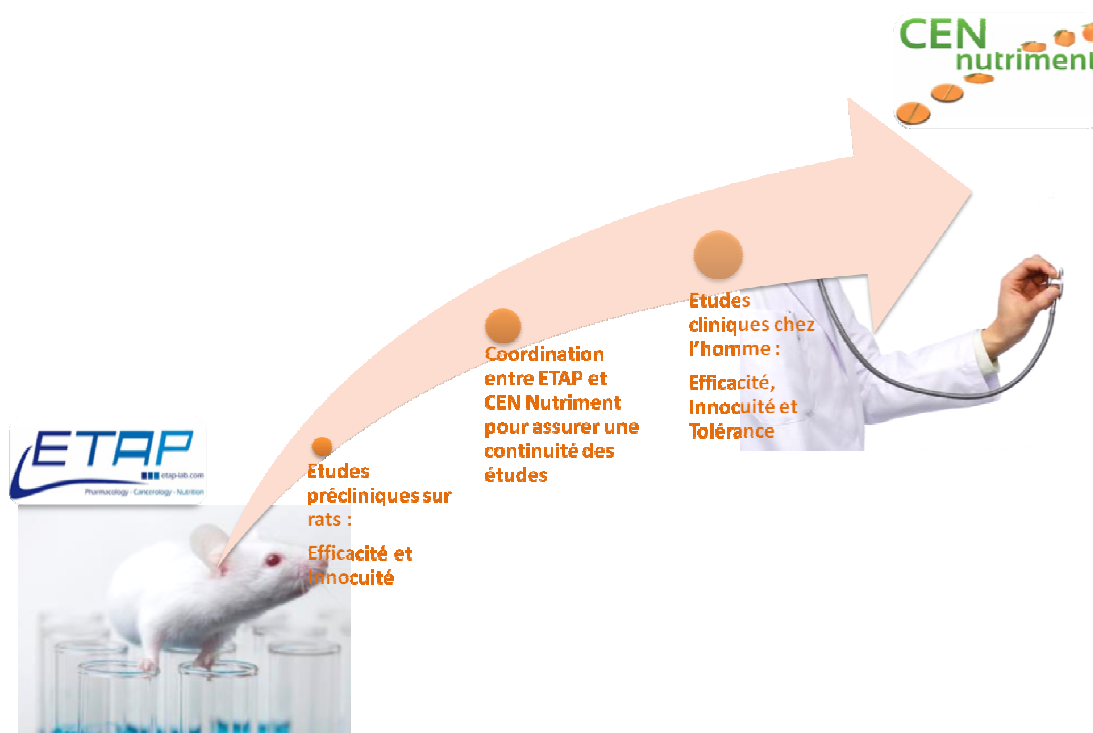 CEN
nutriment
ETAP
etap-lab.com
Pharmacology - Cancerology - Nutrition
Etudes
précliniques sur
rats :
Efficacité et
Innocuité
Coordination
entre ETAP et
CEN Nutriment
pour assurer une
continuité des
études
Etudes
cliniques chez
l’homme :
Efficacité,
Innocuité et
Tolérance